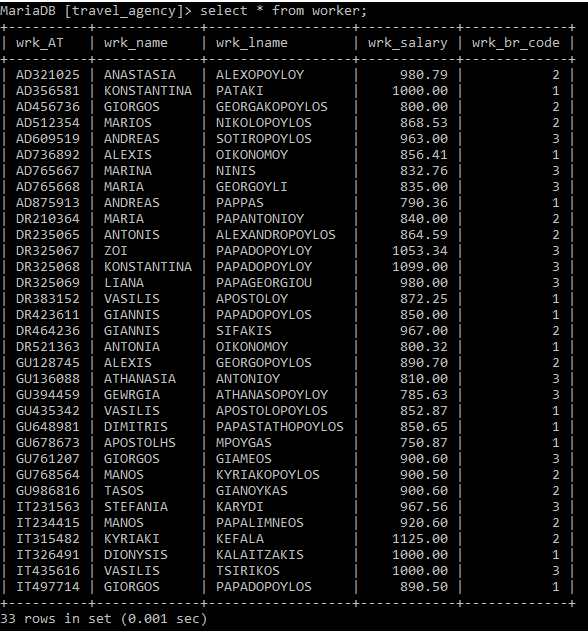 MariaDB [travel_agency]> select * from worker;
+----------+-------------+------------------+------------+-------------+
| wrk_AT   | wrk_name    | wrk_lname        | wrk_salary | wrk_br_code |
+----------+-------------+------------------+------------+-------------+
| AD321025 | ANASTASIA   | ALEXOPOYLOY      |     980.79 |           2 |
| AD356581 | KONSTANTINA | PATAKI           |    1000.00 |           1 |
| AD456736 | GIORGOS     | GEORGAKOPOYLOS   |     800.00 |           2 |
| AD512354 | MARIOS      | NIKOLOPOYLOS     |     868.53 |           2 |
| AD609519 | ANDREAS     | SOTIROPOYLOS     |     963.00 |           3 |
| AD736892 | ALEXIS      | OIKONOMOY        |     856.41 |           1 |
| AD765667 | MARINA      | NINIS            |     832.76 |           3 |
| AD765668 | MARIA       | GEORGOYLI        |     835.00 |           3 |
| AD875913 | ANDREAS     | PAPPAS           |     790.36 |           1 |
| DR210364 | MARIA       | PAPANTONIOY      |     840.00 |           2 |
| DR235065 | ANTONIS     | ALEXANDROPOYLOS  |     864.59 |           2 |
| DR325067 | ZOI         | PAPADOPOYLOY     |    1053.34 |           3 |
| DR325068 | KONSTANTINA | PAPADOPOYLOY     |    1099.00 |           3 |
| DR325069 | LIANA       | PAPAGEORGIOU     |     980.00 |           3 |
| DR383152 | VASILIS     | APOSTOLOY        |     872.25 |           1 |
| DR423611 | GIANNIS     | PAPADOPOYLOS     |     850.00 |           1 |
| DR464236 | GIANNIS     | SIFAKIS          |     967.00 |           2 |
| DR521363 | ANTONIA     | OIKONOMOY        |     800.32 |           1 |
| GU128745 | ALEXIS      | GEORGOPOYLOS     |     890.70 |           2 |
| GU136088 | ATHANASIA   | ANTONIOY         |     810.00 |           3 |
| GU394459 | GEWRGIA     | ATHANASOPOYLOY   |     785.63 |           3 |
| GU435342 | VASILIS     | APOSTOLOPOYLOS   |     852.87 |           1 |
| GU648981 | DIMITRIS    | PAPASTATHOPOYLOS |     850.65 |           1 |
| GU678673 | APOSTOLHS   | MPOYGAS          |     750.87 |           1 |
| GU761207 | GIORGOS     | GIAMEOS          |     900.60 |           3 |
| GU768564 | MANOS       | KYRIAKOPOYLOS    |     900.50 |           2 |
| GU986816 | TASOS       | GIANOYKAS        |     900.60 |           2 |
| IT231563 | STEFANIA    | KARYDI           |     967.56 |           3 |
| IT234415 | MANOS       | PAPALIMNEOS      |     920.60 |           2 |
| IT315482 | KYRIAKI     | KEFALA           |    1125.00 |           2 |
| IT326491 | DIONYSIS    | KALAITZAKIS      |    1000.00 |           1 |
| IT435616 | VASILIS     | TSIRIKOS         |    1000.00 |           3 |
| IT497714 | GIORGOS     | PAPADOPOYLOS     |     890.50 |           1 |
+----------+-------------+------------------+------------+-------------+
33 rows in set (0.001 sec)